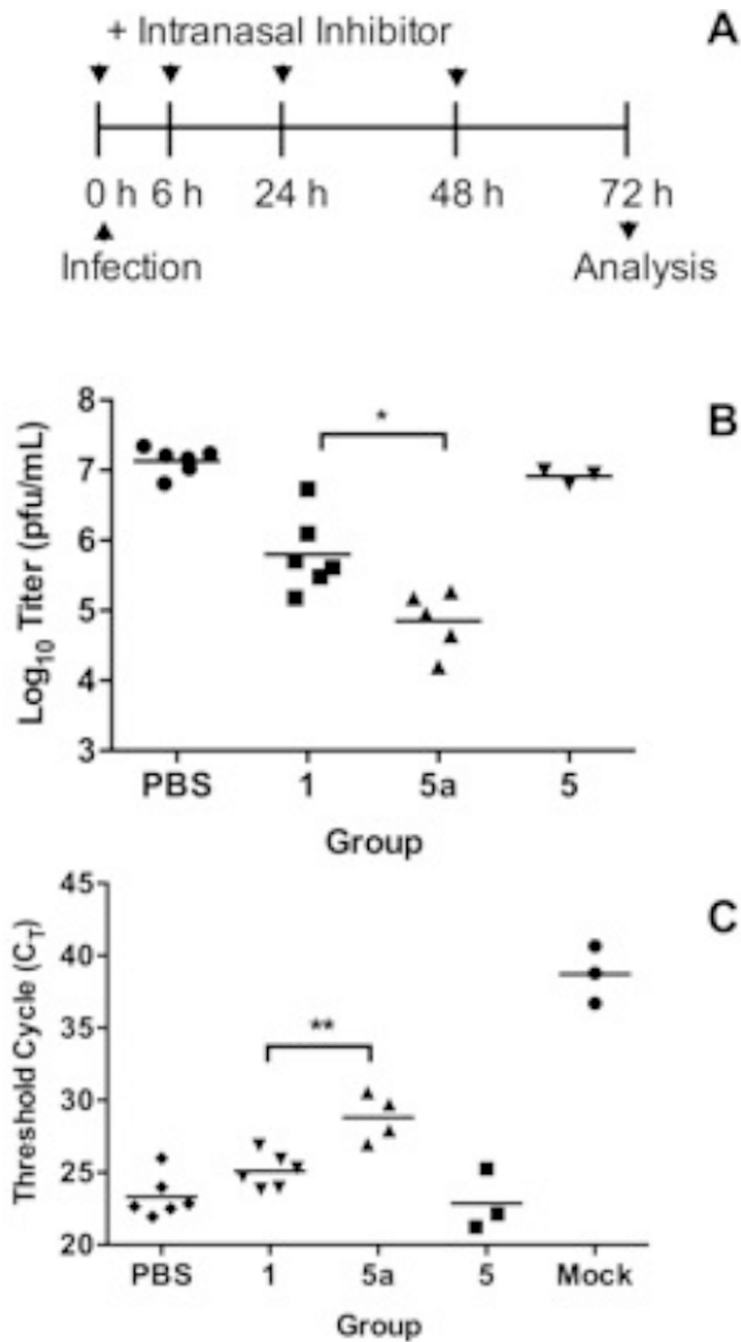 + Intranasal Inhibitor
A
0 h 6 h 24 h 48 h 72 h
Infection Analysis
B
Log10 Titer (pfu/mL)
8
7
6
5
4
3
*
PBS 1 5a 5
Group
C
Threshold Cycle (CT)
45
40
35
30
25
20
**
PBS 1 5a 5 Mock
Group